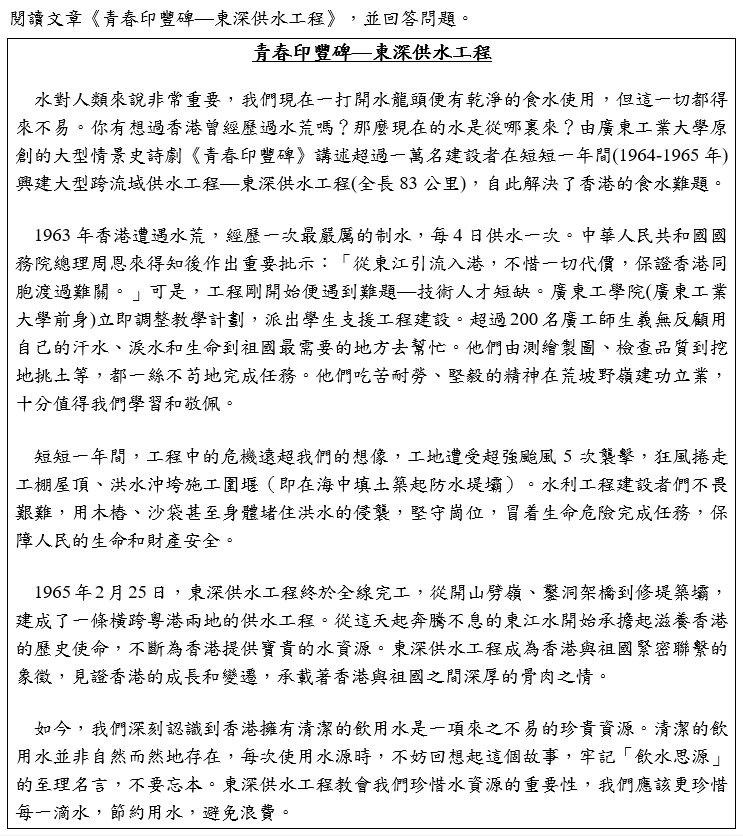 閱讀文章《青春印豐碑—東深供水工程》，並回答問題。
青春印豐碑—東深供水工程
水對人類來說非常重要，我們現在一打開水龍頭便有乾淨的食水使用，但這一切都得
來不易。你有想過香港曾經歷過水荒嗎？那麼現在的水是從哪裏來？由廣東工業大學原
創的大型情景史詩劇《青春印豐碑》講述超過一萬名建設者在短短一年間(1964-1965 年)
興建大型跨流域供水工程—東深供水工程(全長 83 公里)，自此解決了香港的食水難題。
1963 年香港遭遇水荒，經歷一次最嚴厲的制水，每 4 日供水一次。中華人民共和國國
務院總理周恩來得知後作出重要批示：「從東江引流入港，不惜一切代價，保證香港同
胞渡過難關。」可是，工程剛開始便遇到難題—技術人才短缺。廣東工學院(廣東工業
大學前身)立即調整教學計劃，派出學生支援工程建設。超過 200 名廣工師生義無反顧用
自己的汗水、淚水和生命到祖國最需要的地方去幫忙。他們由測繪製圖、檢查品質到挖
地挑土等，都一絲不苟地完成任務。他們吃苦耐勞、堅毅的精神在荒坡野嶺建功立業，
十分值得我們學習和敬佩。
短短一年間，工程中的危機遠超我們的想像，工地遭受超強颱風 5 次襲擊，狂風捲走
工棚屋頂、洪水沖垮施工圍堰（即在海中填土築起防水堤壩）。水利工程建設者們不畏
艱難，用木樁、沙袋甚至身體堵住洪水的侵襲，堅守崗位，冒着生命危險完成任務，保
障人民的生命和財產安全。
1965 年 2 月 25 日，東深供水工程終於全線完工，從開山劈嶺、鑿洞架橋到修堤築壩，
建成了一條橫跨粵港兩地的供水工程。從這天起奔騰不息的東江水開始承擔起滋養香港
的歷史使命，不斷為香港提供寶貴的水資源。東深供水工程成為香港與祖國緊密聯繫的
象徵，見證香港的成長和變遷，承載著香港與祖國之間深厚的骨肉之情。
如今，我們深刻認識到香港擁有清潔的飲用水是一項來之不易的珍貴資源。清潔的飲
用水並非自然而然地存在，每次使用水源時，不妨回想起這個故事，牢記「飲水思源」
的至理名言，不要忘本。東深供水工程教會我們珍惜水資源的重要性，我們應該更珍惜
每一滴水，節約用水，避免浪費。